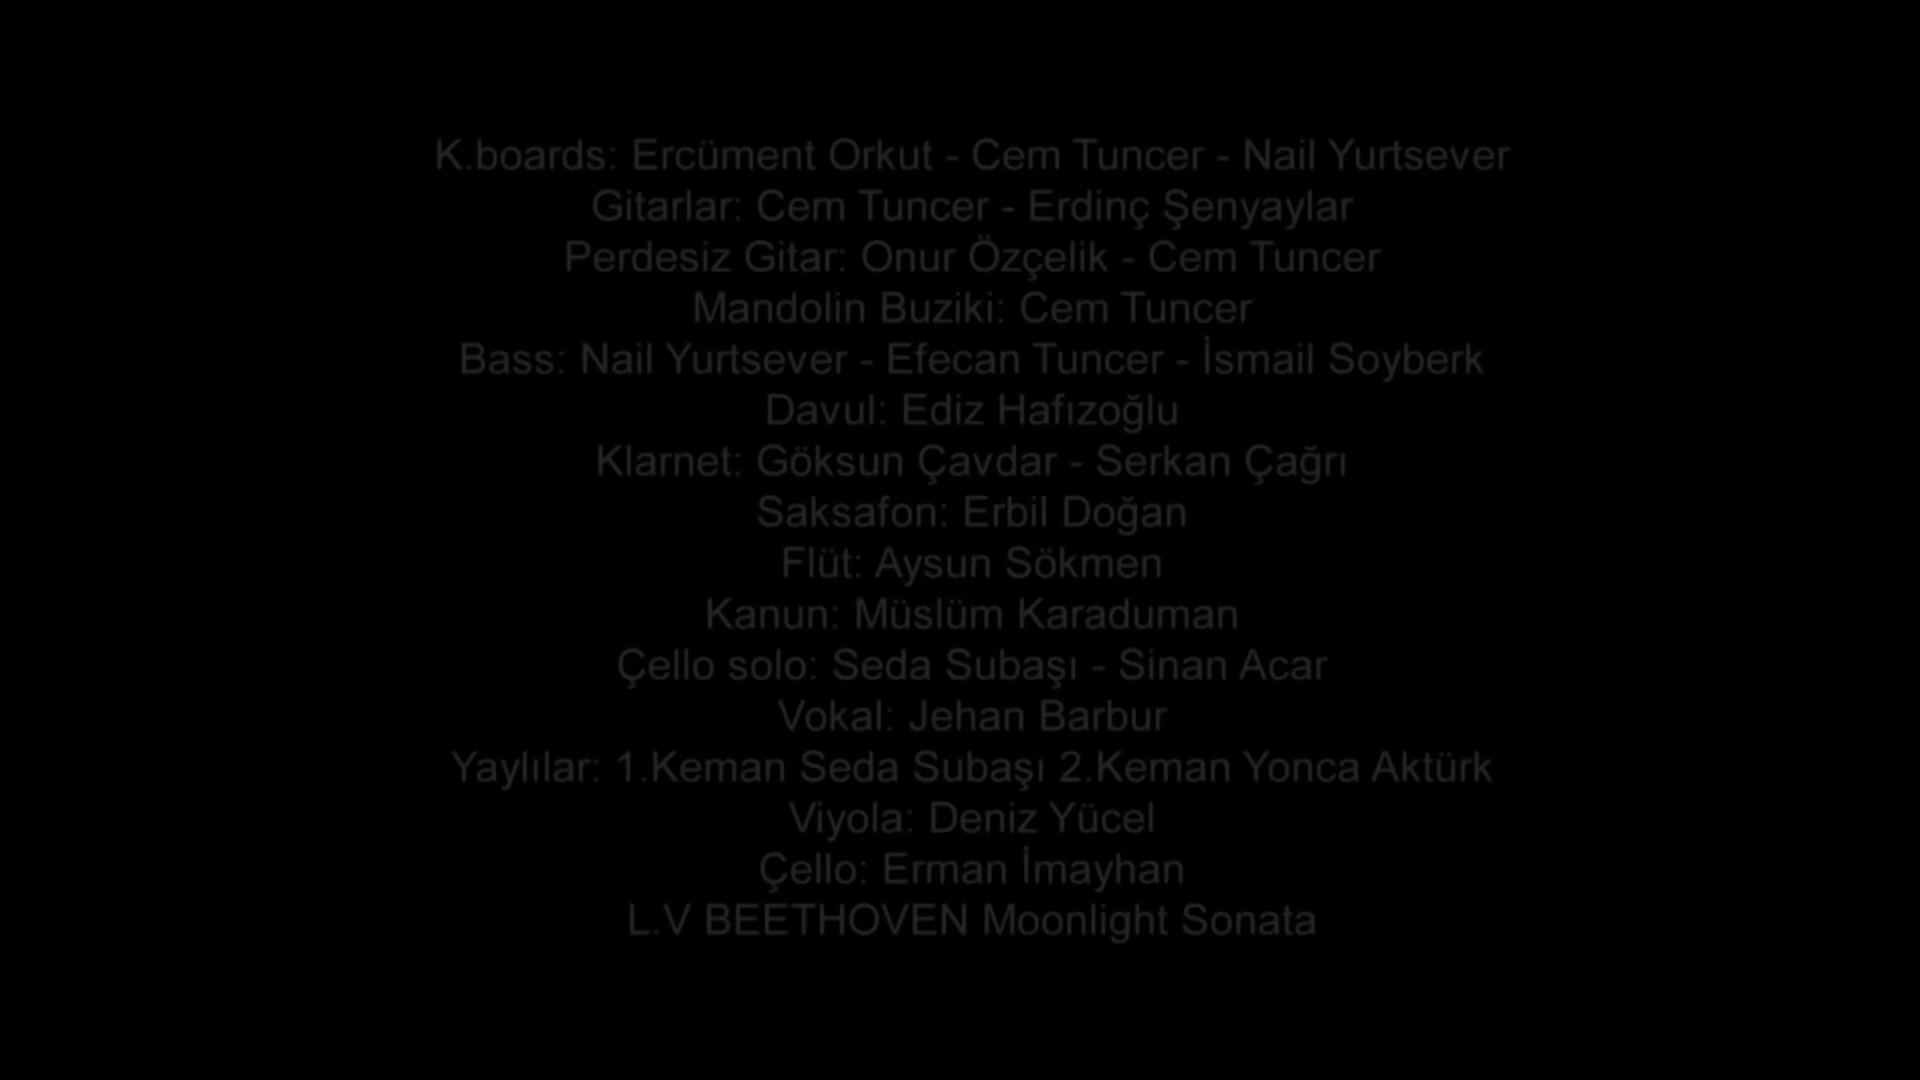 K.boards: Ercüment Orkut - Cem Tuncer - Nail Yurtsever
Gitarlar: Cem Tuncer - Erdinç Şenyaylar
Perdesiz Gitar: Onur Özçelik - Cem Tuncer
Mandolin Buziki: Cem Tuncer
Bass: Nail Yurtsever - Efecan Tuncer - İsmail Soyberk
Davul: Ediz Hafızoğlu
Klarnet: Göksun Çavdar - Serkan Çağrı
Saksafon: Erbil Doğan
Flüt: Aysun Sökmen
Kanun: Müslüm Karaduman
Çello solo: Seda Subaşı - Sinan Acar
Vokal: Jehan Barbur
Yaylılar: 1.Keman Seda Subaşı 2.Keman Yonca Aktürk
Viyola: Deniz Yücel
Çello: Erman İmayhan
L.V BEETHOVEN Moonlight Sonata